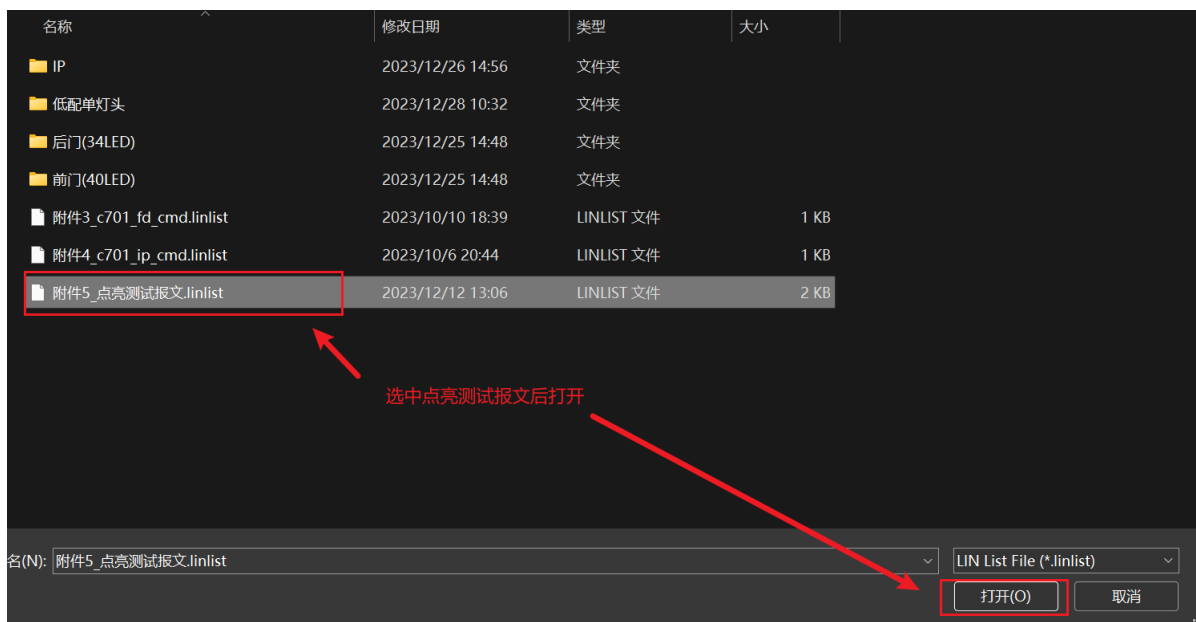 名称 修改日期 类型 大小
IP 2023/12/26 14:56 文件夹
低配单灯头 2023/12/28 10:32 文件夹
后门(34LED) 2023/12/25 14:48 文件夹
前门(40LED) 2023/12/25 14:48 文件夹
附件3_c701_fd_cmd.linlist 2023/10/10 18:39 LINLIST 文件 1 KB
附件4_c701_ip_cmd.linlist 2023/10/6 20:44 LINLIST 文件 1 KB
附件5_点亮测试报文.linlist 2023/12/12 13:06 LINLIST 文件 2 KB
选中点亮测试报文后打开
名(N): 附件5_点亮测试报文.linlist LIN List File (*.linlist)
打开(O) 取消